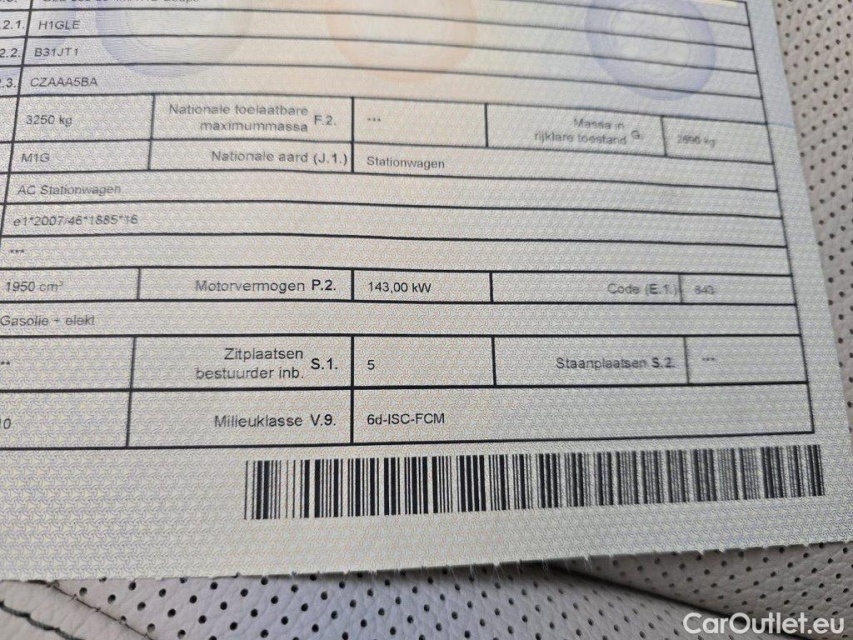 2.1. H1GLE
2.2. B31JT1
2.3. CZAAA5BA
3250 kg Nationale toelaatbare maximummassa F.2. *** Massa in rijklare toestand G.
M1G Nationale aard (J.1.) Stationwagen
AC Stationwagen
e1*2007/46*1885*16
***
1950 cm³ Motorvermogen P.2. 143,00 kW Code (E.1.) 643
Gasolie + elekt
** Zitplaatsen bestuurder inb. S.1. 5 Staanplaatsen S.2. ***
0 Milieuklasse V.9. 6d-ISC-FCM
CarOutlet.eu